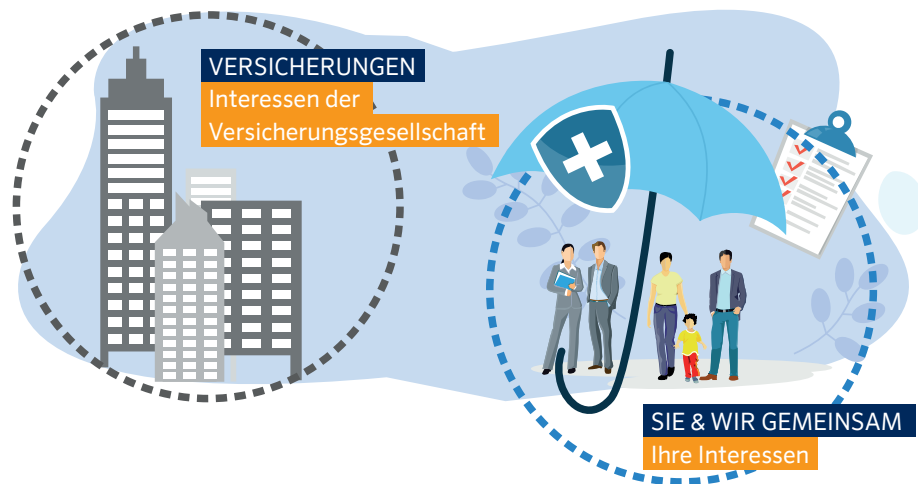 VERSICHERUNGEN
Interessen der
Versicherungsgesellschaft
SIE & WIR GEMEINSAM
Ihre Interessen